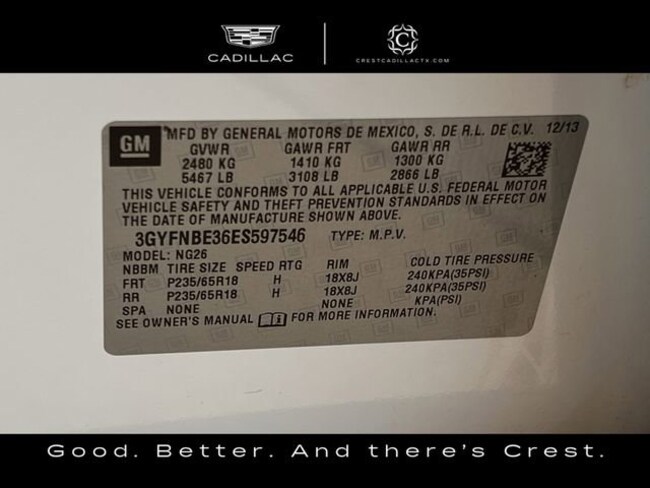 CADILLAC
C
CRESTCADILLACTX.COM
GM
MFD BY GENERAL MOTORS DE MEXICO, S. DE R.L. DE C.V. 12/13
GVWR GAWR FRT GAWR RR
2480 KG 1410 KG 1300 KG
5467 LB 3108 LB 2866 LB
THIS VEHICLE CONFORMS TO ALL APPLICABLE U.S. FEDERAL MOTOR
VEHICLE SAFETY AND THEFT PREVENTION STANDARDS IN EFFECT ON
THE DATE OF MANUFACTURE SHOWN ABOVE.
3GYFNBE36ES597546 TYPE: M.P.V.
MODEL: NG26
NBBM TIRE SIZE SPEED RTG RIM COLD TIRE PRESSURE
FRT P235/65R18 H 18X8J 240KPA(35PSI)
RR P235/65R18 H 18X8J 240KPA(35PSI)
SPA NONE NONE KPA(PSI)
SEE OWNER'S MANUAL FOR MORE INFORMATION.
Good. Better. And there's Crest.